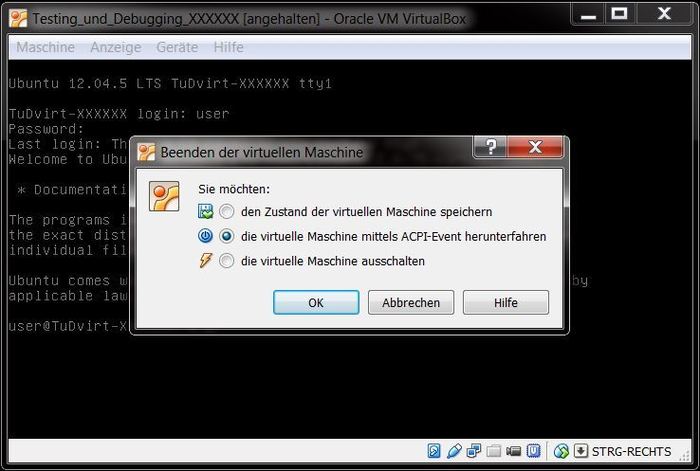 Testing_und_Debugging_XXXXXX [angehalten] - Oracle VM VirtualBox
Maschine Anzeige Geräte Hilfe
Ubuntu 12.04.5 LTS TuDvirt-XXXXXX tty1
TuDvirt-XXXXXX login: user
Password:
Last login: Th
Welcome to Ubu
* Documentati
The programs i
the exact dist
individual fil
Ubuntu comes w by
applicable law
user@TuDvirt-X
Beenden der virtuellen Maschine
?
Sie möchten:
den Zustand der virtuellen Maschine speichern
die virtuelle Maschine mittels ACPI-Event herunterfahren
die virtuelle Maschine ausschalten
OK Abbrechen Hilfe
STRG-RECHTS